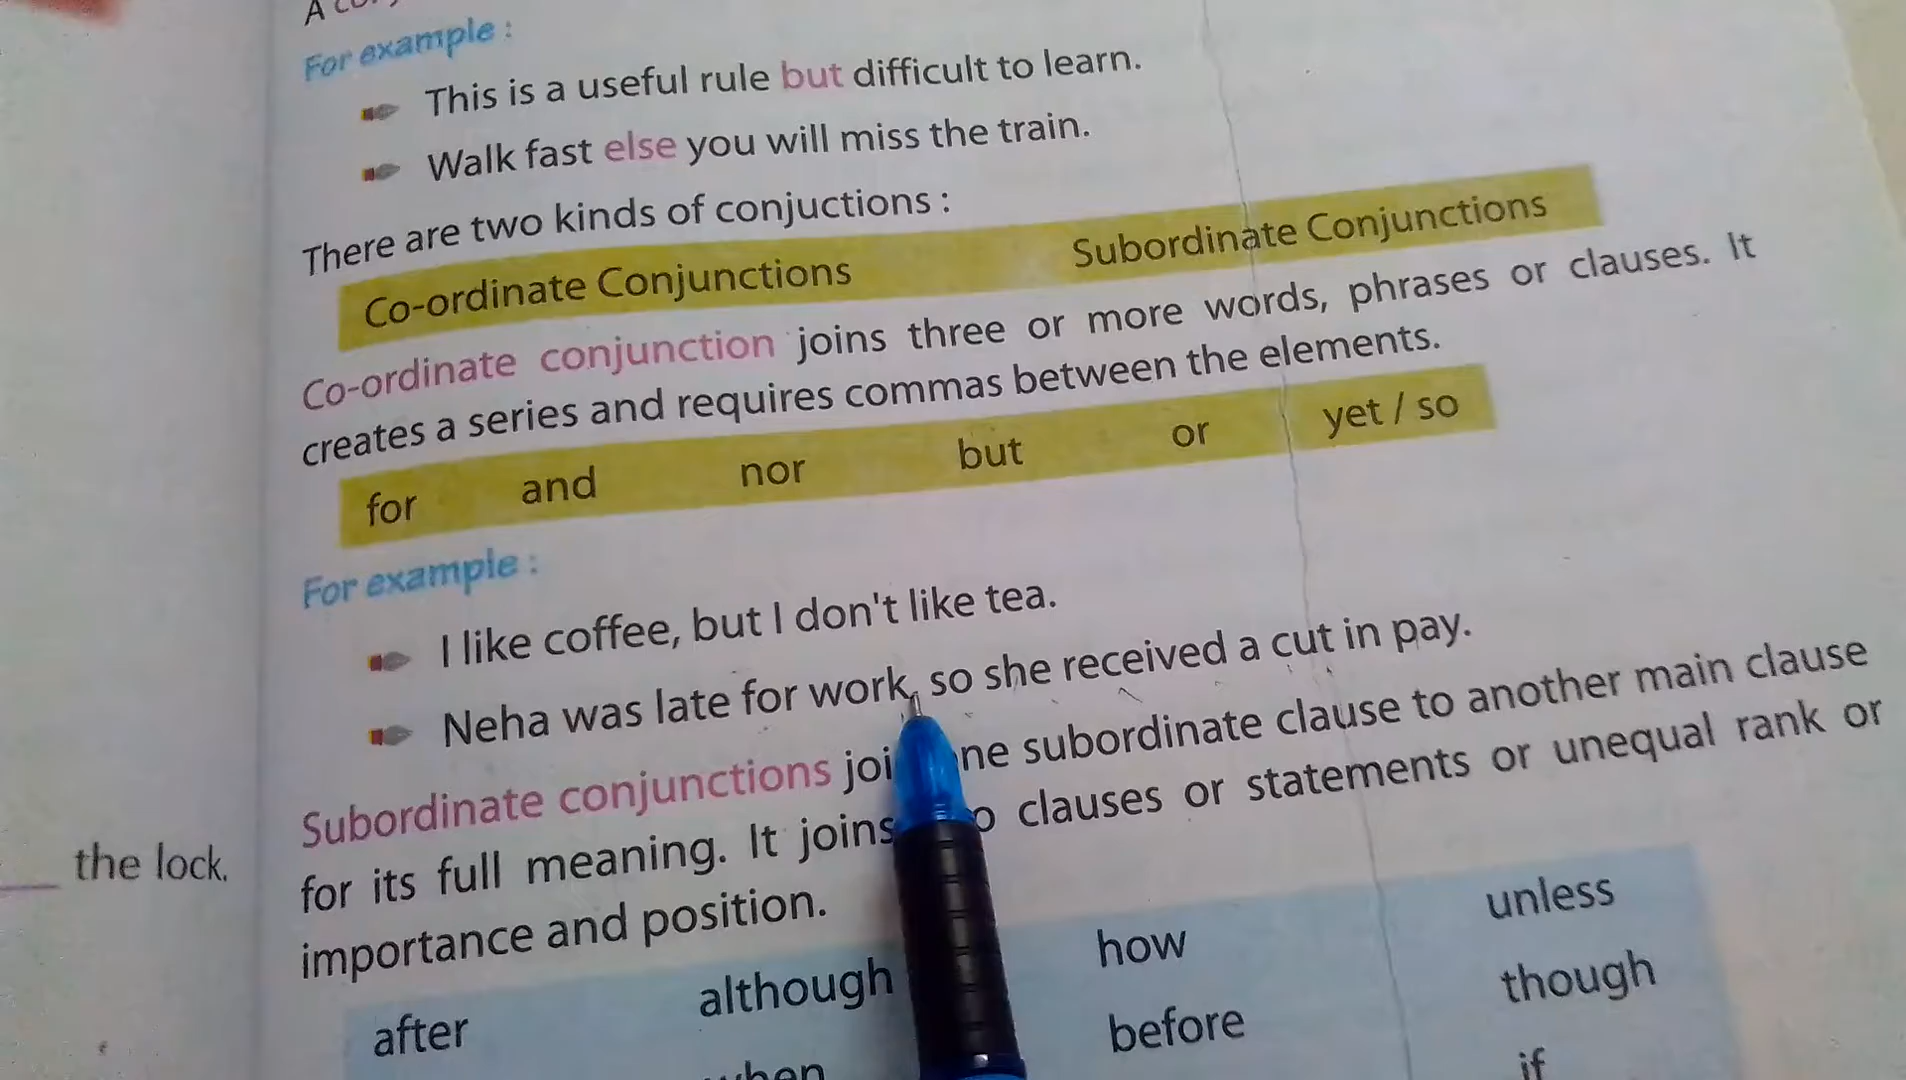 For example :
This is a useful rule but difficult to learn.
Walk fast else you will miss the train.
There are two kinds of conjuctions :
Co-ordinate Conjunctions Subordinate Conjunctions
Co-ordinate conjunction joins three or more words, phrases or clauses. It
creates a series and requires commas between the elements.
for and nor but or yet / so
For example :
I like coffee, but I don't like tea.
Neha was late for work, so she received a cut in pay.
Subordinate conjunctions subordinate clause to another main clause
for its full meaning. It joins clauses or statements or unequal rank or
importance and position.
the lock.
after although how unless
before though
when if